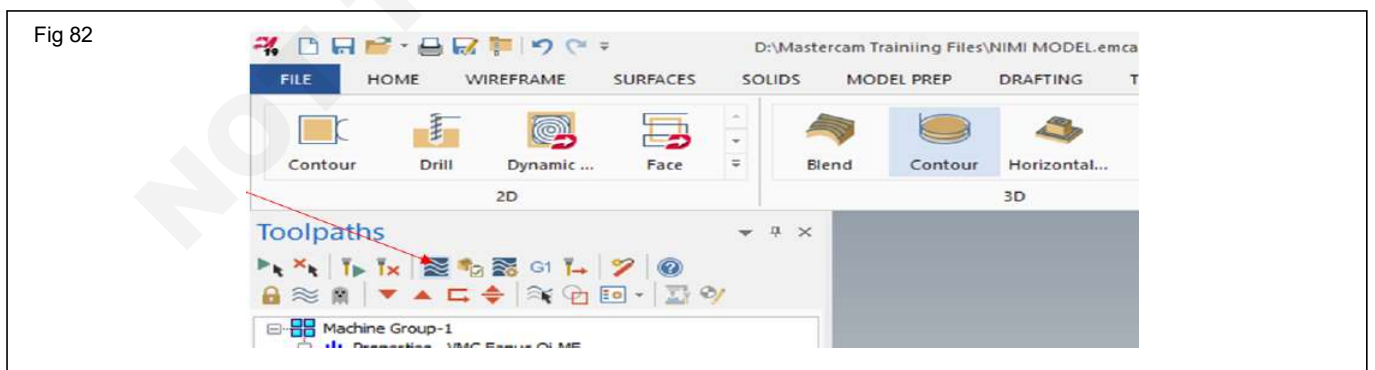 Fig 82
19
D:\Mastercam Trainiing Files\NIMI MODEL.emca
FILE HOME WIREFRAME SURFACES SOLIDS MODEL PREP DRAFTING T
Contour Drill Dynamic ... Face Blend Contour Horizontal...
2D 3D
Toolpaths
G1
Machine Group-1